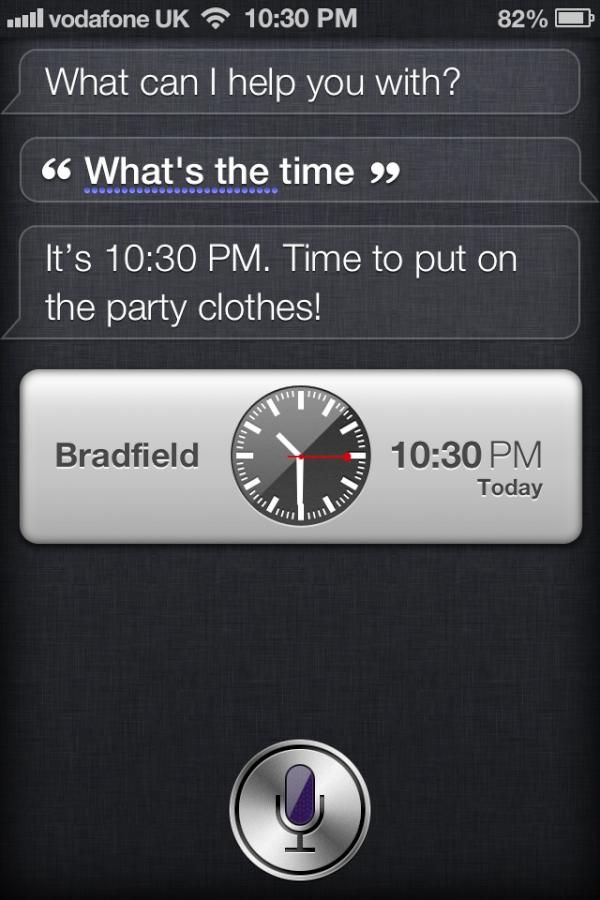 vodafone UK 10:30 PM 82%
What can I help you with?
“ What's the time ”
It’s 10:30 PM. Time to put on
the party clothes!
Bradfield 10:30 PM
Today